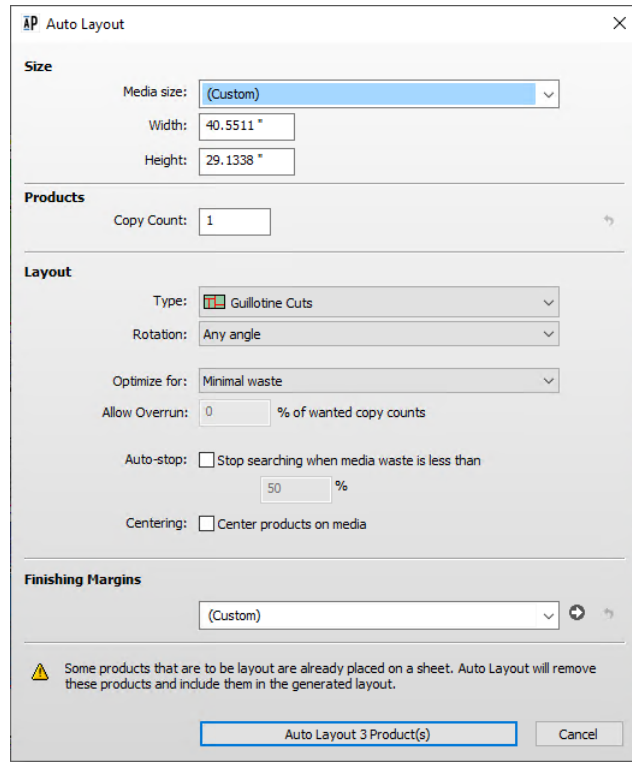 AP Auto Layout
Size
Media size: (Custom)
Width: 40.5511 "
Height: 29.1338 "
Products
Copy Count: 1
Layout
Type: Guillotine Cuts
Rotation: Any angle
Optimize for: Minimal waste
Allow Overrun: 0 % of wanted copy counts
Auto-stop: Stop searching when media waste is less than
50 %
Centering: Center products on media
Finishing Margins
(Custom)
Some products that are to be layout are already placed on a sheet. Auto Layout will remove
these products and include them in the generated layout.
Auto Layout 3 Product(s) Cancel